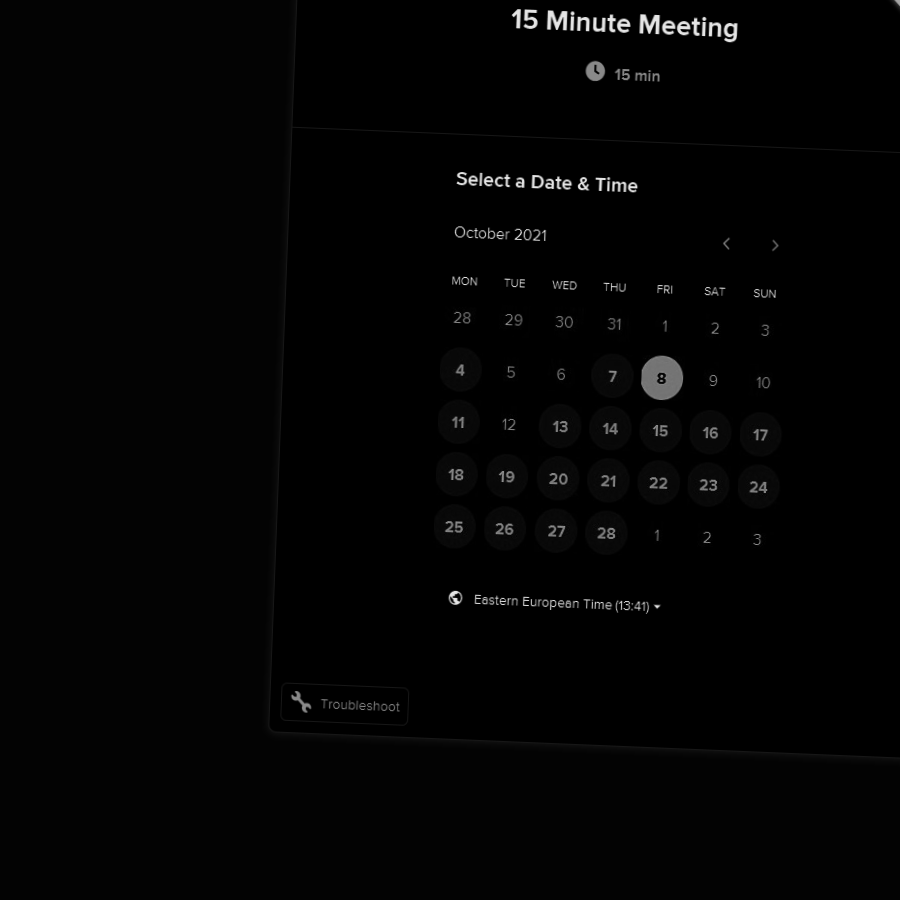 15 Minute Meeting
15 min
Select a Date & Time
October 2021
MON TUE WED THU FRI SAT SUN
28 29 30 31 1 2 3
4 5 6 7 8 9 10
11 12 13 14 15 16 17
18 19 20 21 22 23 24
25 26 27 28 1 2 3
Eastern European Time (13:41)
Troubleshoot